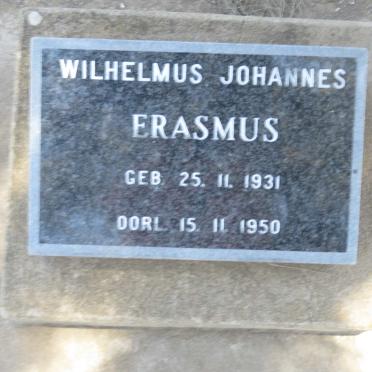 WILHELMUS JOHANNES
ERASMUS
GEB. 25. 11. 1931
OORL. 15. 11. 1950